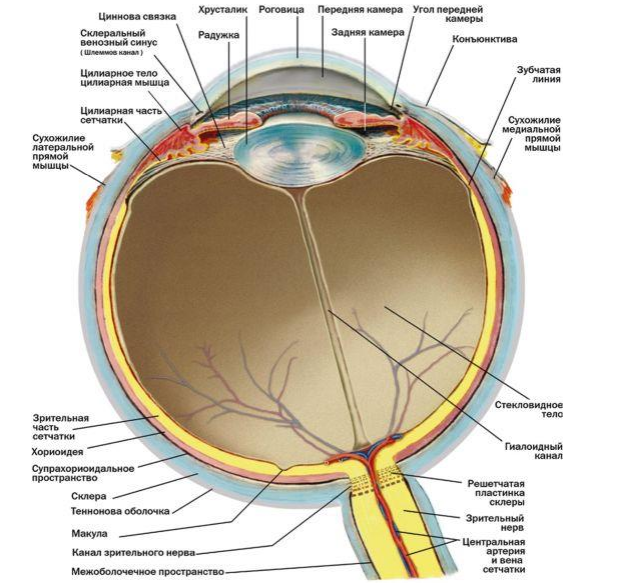 Циннова связка
Хрусталик
Роговица
Передняя камера
Угол передней
камеры
Склеральный
венозный синус
( Шлеммов канал )
Радужка
Задняя камера
Конъюнктива
Цилиарное тело
цилиарная мышца
Зубчатая
линия
Цилиарная часть
сетчатки
Сухожилие
медиальной
прямой
мышцы
Сухожилие
латеральной
прямой
мышцы
Стекловидное
тело
Зрительная
часть
сетчатки
Хориоидея
Супрахориоидальное
пространство
Склера
Теннонова оболочка
Макула
Канал зрительного нерва
Межоболочечное пространство
Гиалоидный
канал
Решетчатая
пластинка
склеры
Зрительный
нерв
Центральная
артерия
и вена
сетчатки